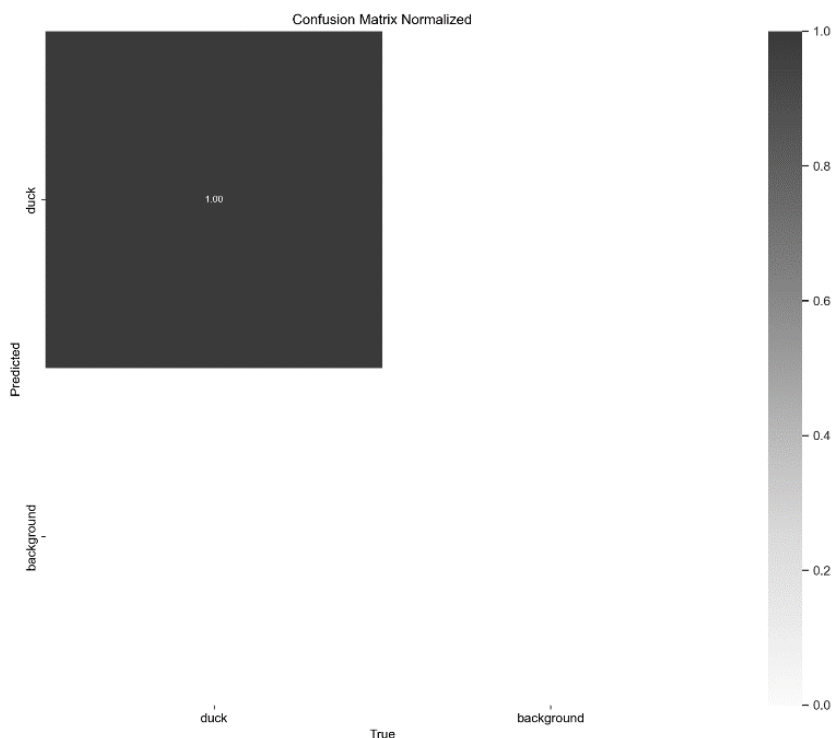 Confusion Matrix Normalized
1.0
duck
1.00
0.8
0.6
Predicted
0.4
background
0.2
0.0
duck
background
True